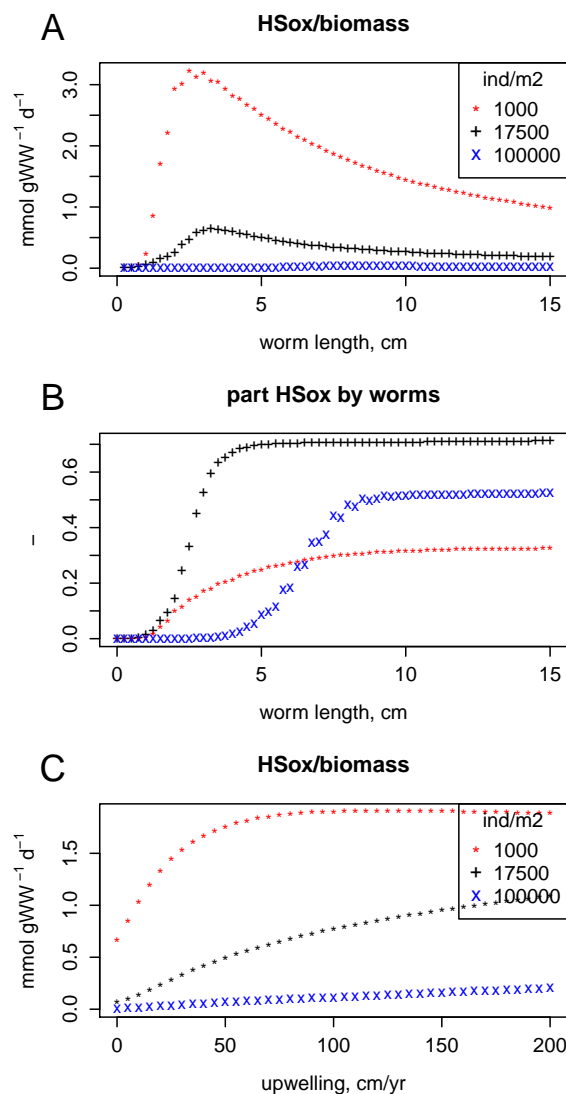 A
HSox/biomass
mmol gWW⁻¹ d⁻¹
0.0 1.0 2.0 3.0
ind/m2
1000
17500
100000
0 5 10 15
worm length, cm
B
part HSox by worms
–
0.0 0.2 0.4 0.6
0 5 10 15
worm length, cm
C
HSox/biomass
mmol gWW⁻¹ d⁻¹
0.0 0.5 1.0 1.5
ind/m2
1000
17500
100000
0 50 100 150 200
upwelling, cm/yr